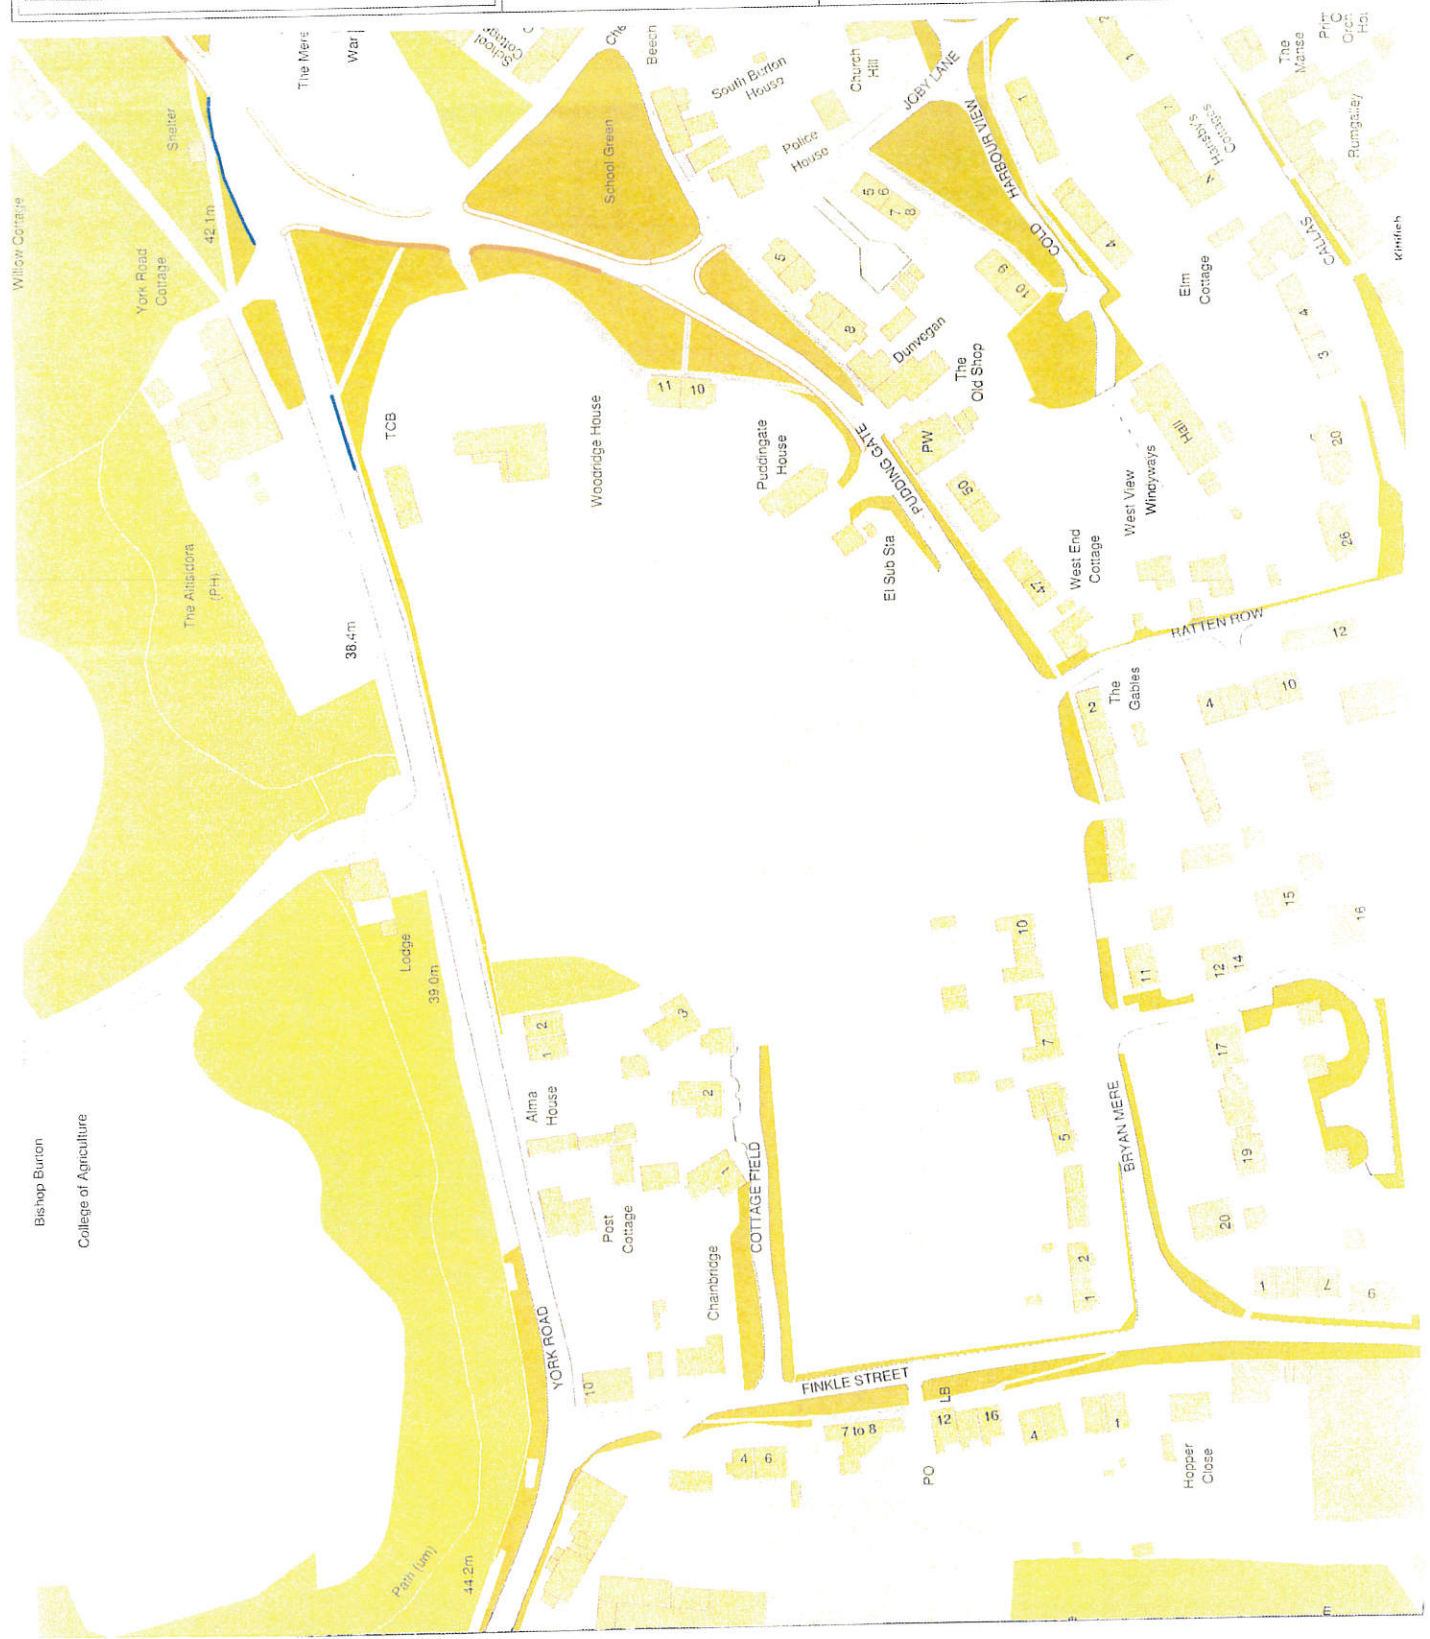 Willow Cottage
Shelter
The Mere
War
School
Cottage
Beech
South Burton
House
Church
Hill
JOBY LANE
The
Manse
York Road
Cottage
42.1m
School Green
Police
House
5
6
7
8
HARBOUR VIEW
COLD
1
1
1
4
Hansby's
Cottages
4
Rumgalley
CALLAS
5
8
Dunvegan
The
Old Shop
9
10
Elm
Cottage
4
3
The Altisidora
(PH)
TCB
Woodridge House
11
10
Puddingate
House
PUDDING GATE
PW
50
Hall
20
38.4m
El Sub Sta
47
West End
Cottage
West View
Windyways
26
RATTEN ROW
12
2
The
Gables
4
10
Lodge
39.0m
10
11
12
14
15
16
Bishop Burton
College of Agriculture
Alma
House
1
2
3
2
1
7
5
BRYAN MERE
17
19
20
Post
Cottage
Chainbridge
COTTAGE FIELD
1
2
1
7
9
YORK ROAD
10
FINKLE STREET
LB
7 to 8
12
16
4
1
4
6
PO
Hopper
Close
Path (um)
44.2m